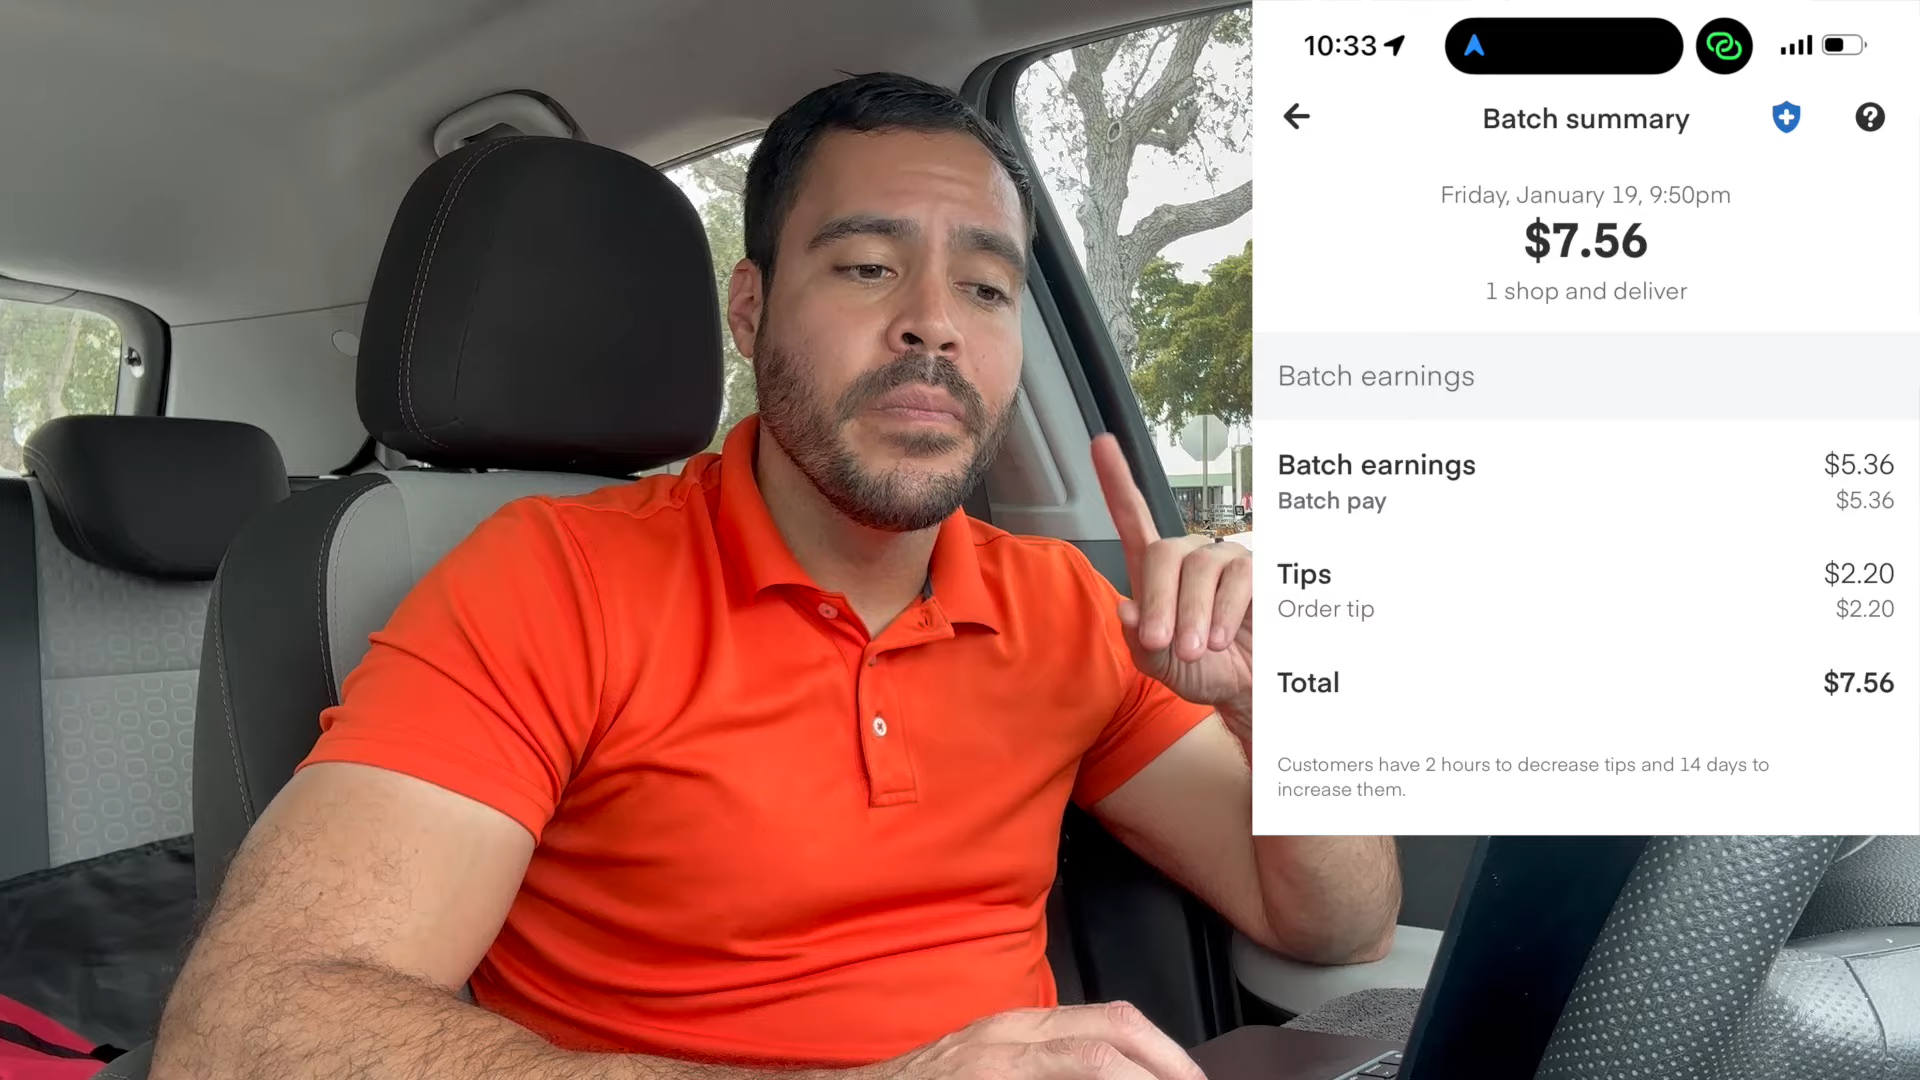 10:33
Batch summary
Friday, January 19, 9:50pm
$7.56
1 shop and deliver
Batch earnings
Batch earnings $5.36
Batch pay $5.36
Tips $2.20
Order tip $2.20
Total $7.56
Customers have 2 hours to decrease tips and 14 days to
increase them.